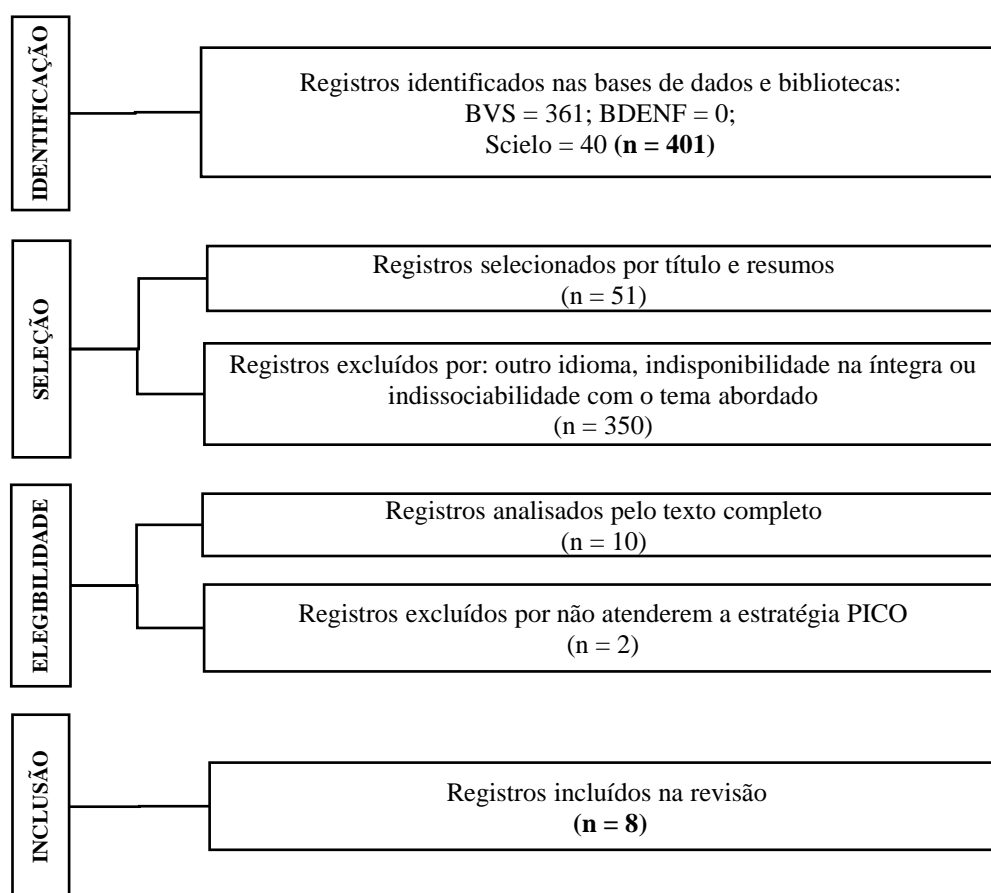 IDENTIFICAÇÃO
Registros identificados nas bases de dados e bibliotecas:
BVS = 361; BDENF = 0;
Scielo = 40 (n = 401)
SELEÇÃO
Registros selecionados por título e resumos
(n = 51)
Registros excluídos por: outro idioma, indisponibilidade na íntegra ou
indissociabilidade com o tema abordado
(n = 350)
ELEGIBILIDADE
Registros analisados pelo texto completo
(n = 10)
Registros excluídos por não atenderem a estratégia PICO
(n = 2)
INCLUSÃO
Registros incluídos na revisão
(n = 8)